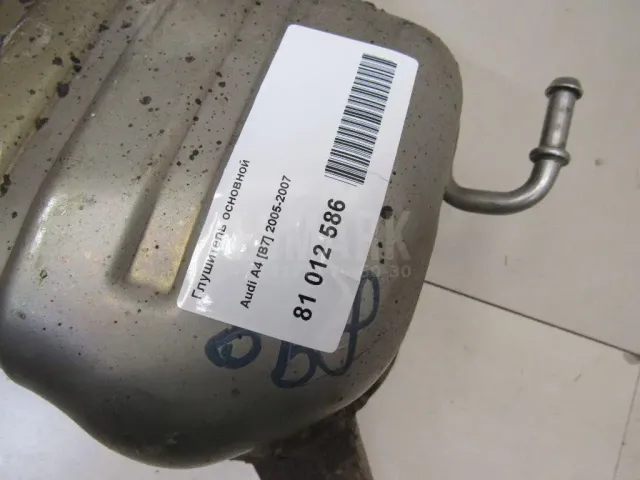 Глушитель основной
Audi A4 [B7] 2005-2007
81 012 586